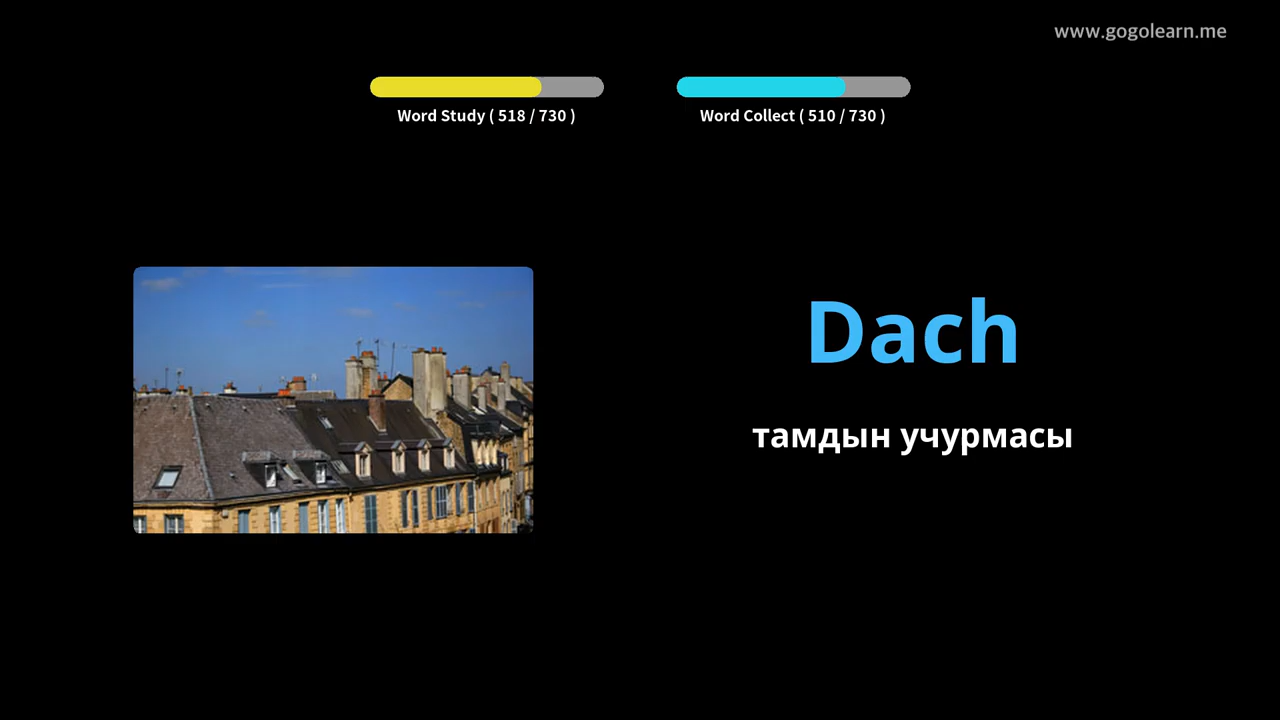 www.gogolearn.me
Word Study ( 518 / 730 )
Word Collect ( 510 / 730 )
Dach
тамдын учурмасы